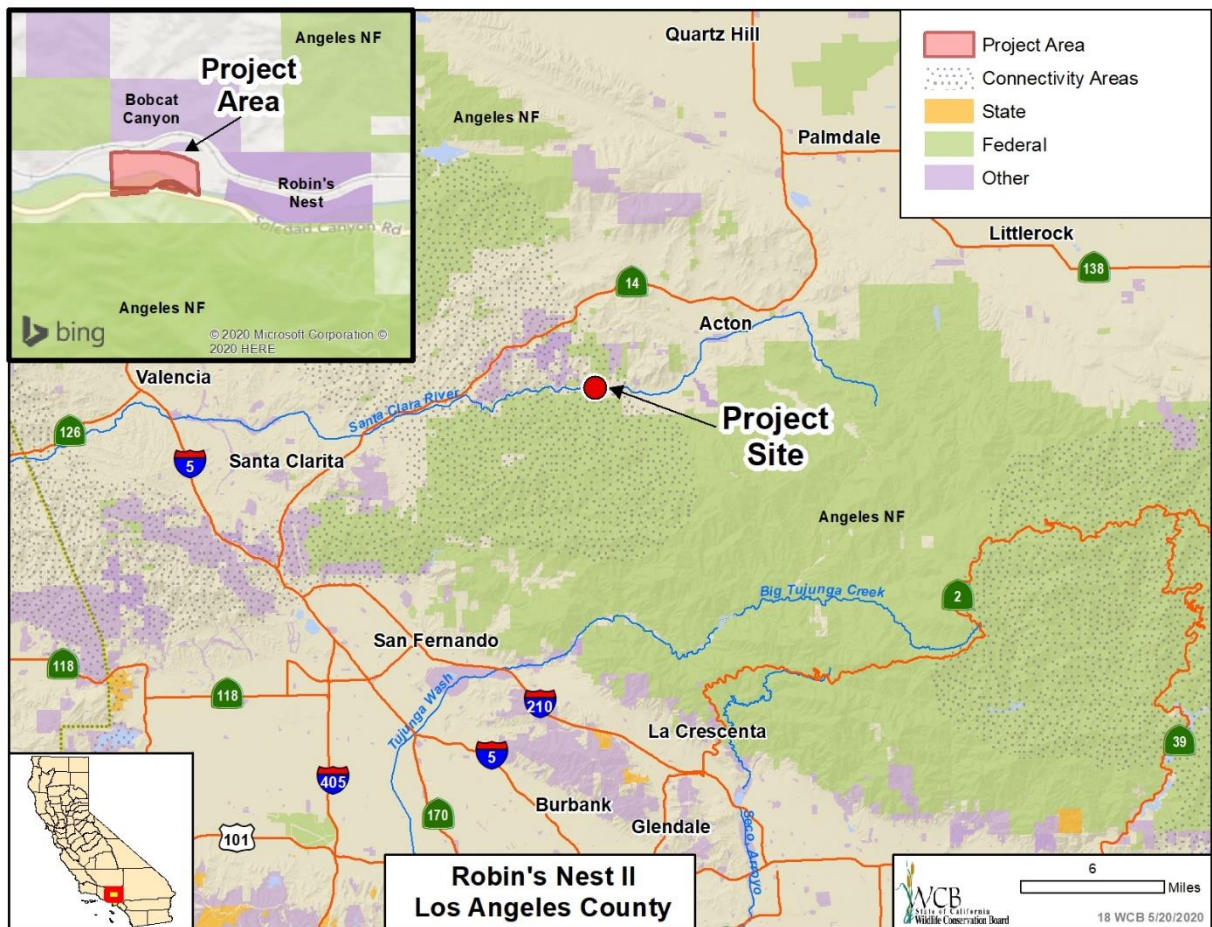 Angeles NF
Project
Area
Bobcat
Canyon
Robin's
Nest
Soledad Canyon Rd
Angeles NF
bing
© 2020 Microsoft Corporation ©
2020 HERE
Quartz Hill
Angeles NF
Palmdale
Project Area
Connectivity Areas
State
Federal
Other
Littlerock
138
14
Acton
Valencia
Santa Clara River
Project
Site
126
5
Santa Clarita
Angeles NF
Big Tujunga Creek
2
San Fernando
118
118
Tujunga Wash
210
La Crescenta
39
5
405
Burbank
170
Glendale
101
Seco, Arroyo
Robin's Nest II
Los Angeles County
WCB
State of California
Wildlife Conservation Board
6
Miles
18 WCB 5/20/2020